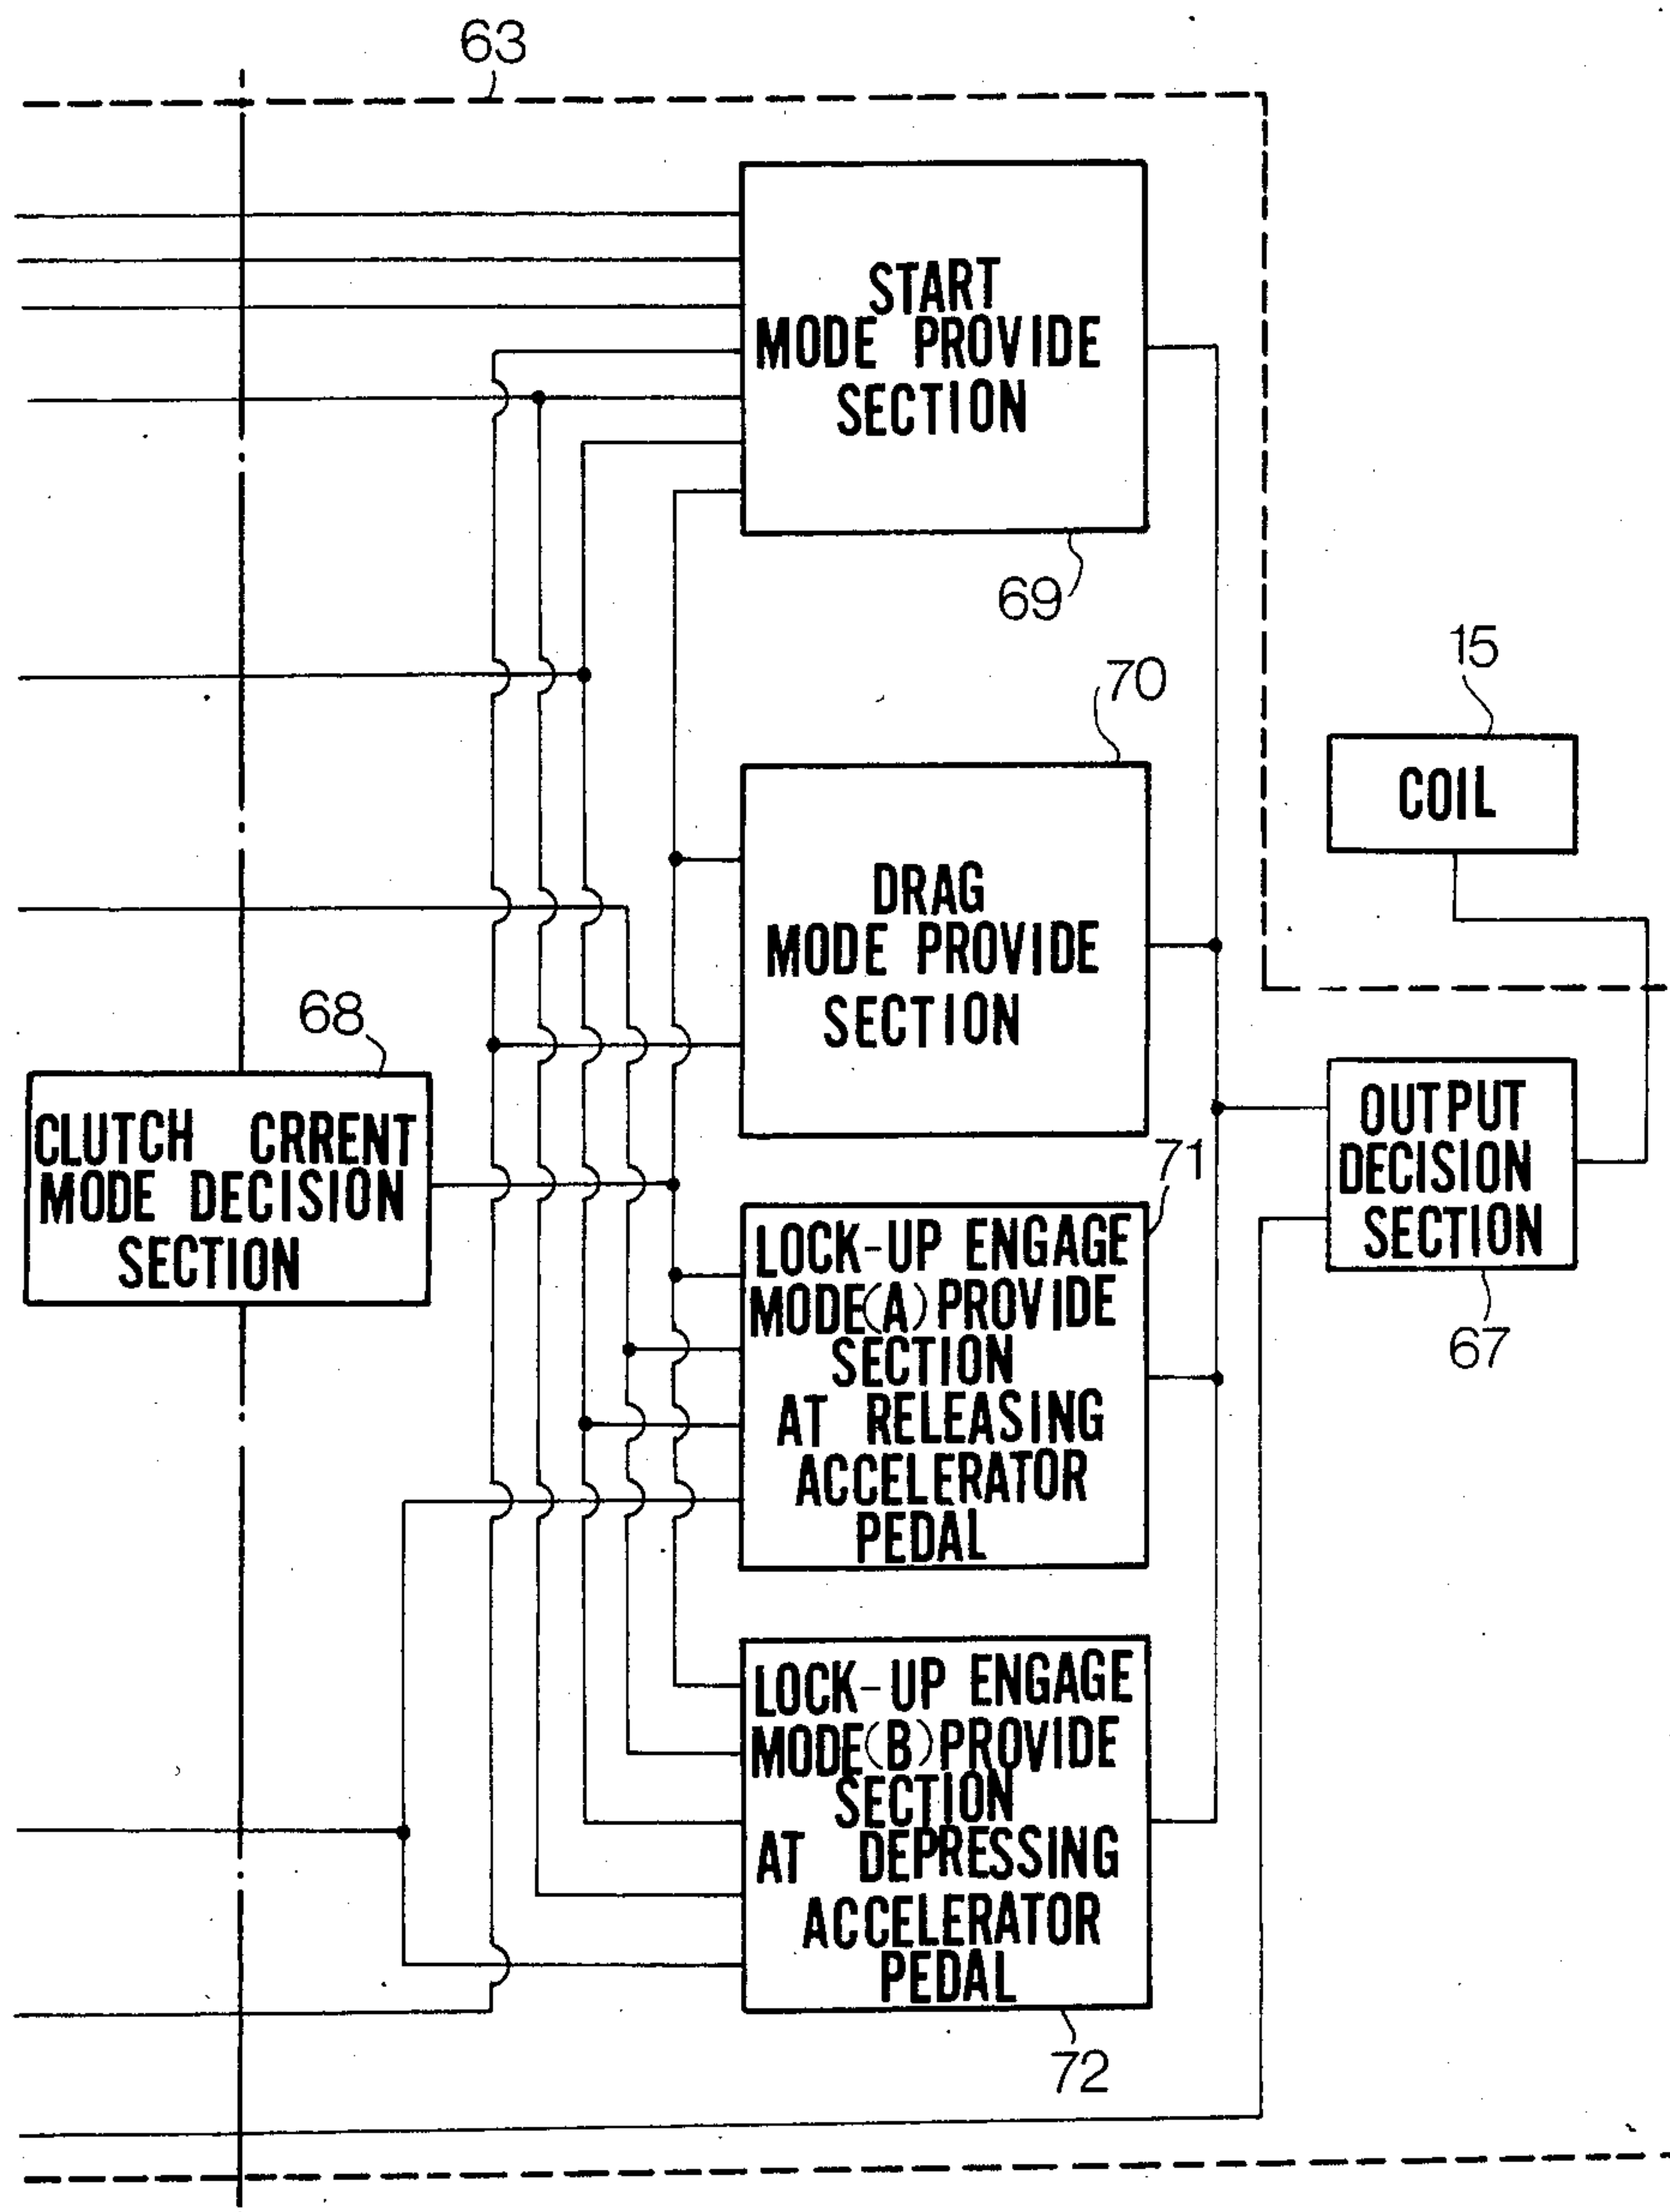 63
START
MODE PROVIDE
SECTION
69
15
COIL
70
DRAG
MODE PROVIDE
SECTION
68
CLUTCH CRRENT
MODE DECISION
SECTION
71
LOCK-UP ENGAGE
MODE(A) PROVIDE
SECTION
AT RELEASING
ACCELERATOR
PEDAL
OUTPUT
DECISION
SECTION
67
LOCK-UP ENGAGE
MODE(B) PROVIDE
SECTION
AT DEPRESSING
ACCELERATOR
PEDAL
72